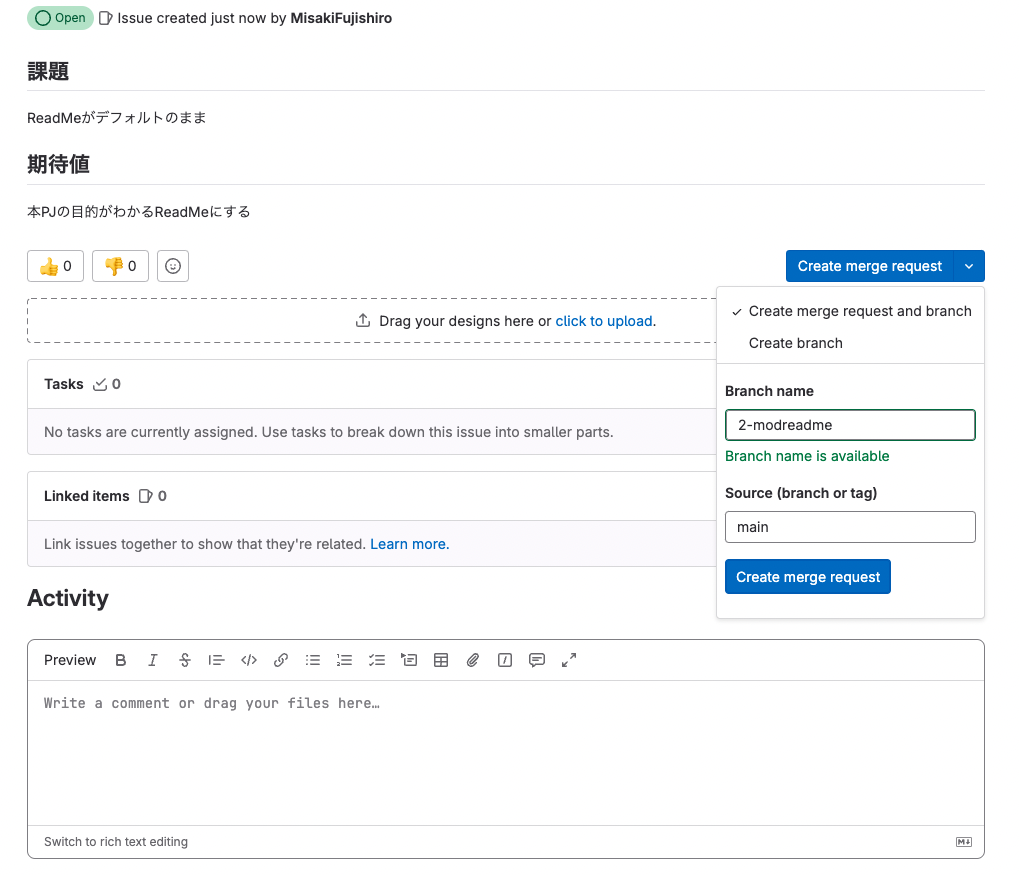 Open Issue created just now by MisakiFujishiro
課題
ReadMeがデフォルトのまま
期待値
本PJの目的がわかるReadMeにする
👍 0 👎 0
Create merge request
Create merge request and branch
Create branch
Branch name
2-modreadme
Branch name is available
Source (branch or tag)
main
Create merge request
Drag your designs here or click to upload.
Tasks 0
No tasks are currently assigned. Use tasks to break down this issue into smaller parts.
Linked items 0
Link issues together to show that they're related. Learn more.
Activity
Preview
Write a comment or drag your files here…
Switch to rich text editing